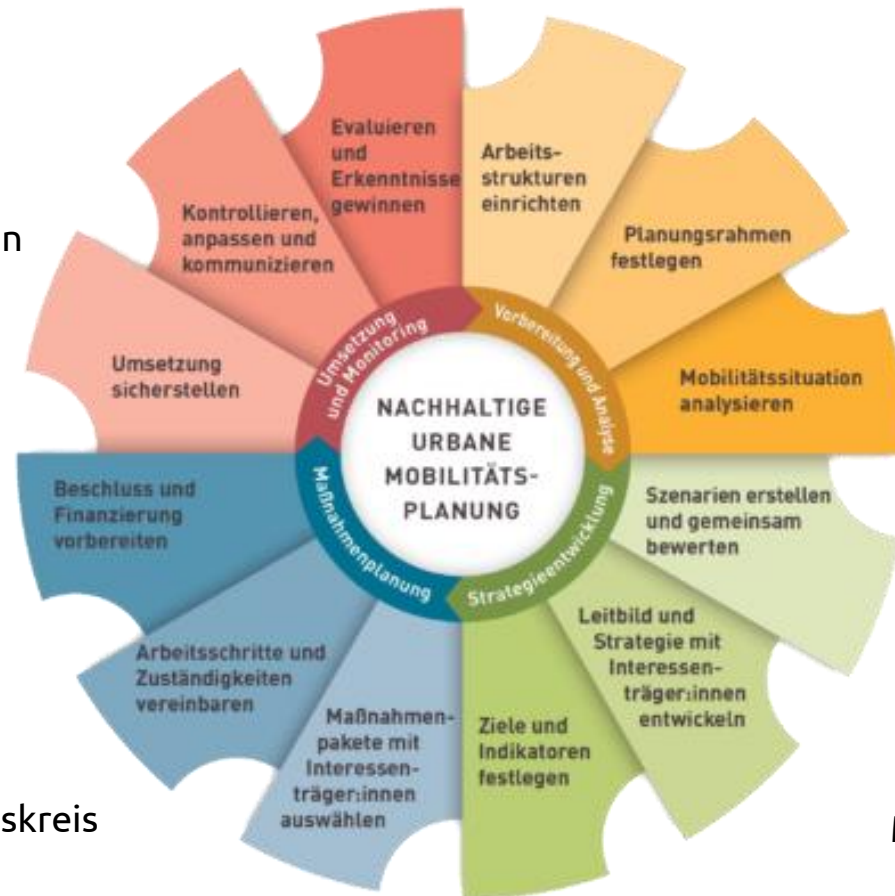 NACHHALTIGE
URBANE
MOBILITÄTS-
PLANUNG
Vorbereitung und Analyse
Arbeits-
strukturen
einrichten
Planungsrahmen
festlegen
Mobilitätssituation
analysieren
Strategieentwicklung
Szenarien erstellen
und gemeinsam
bewerten
Leitbild und
Strategie mit
Interessen-
träger:innen
entwickeln
Ziele und
Indikatoren
festlegen
Maßnahmenplanung
Maßnahmen-
pakete mit
Interessen-
träger:innen
auswählen
Arbeitsschritte und
Zuständigkeiten
vereinbaren
Beschluss und
Finanzierung
vorbereiten
Umsetzung
und Monitoring
Umsetzung
sicherstellen
Kontrollieren,
anpassen und
kommunizieren
Evaluieren
und
Erkenntnisse
gewinnen
n
skreis